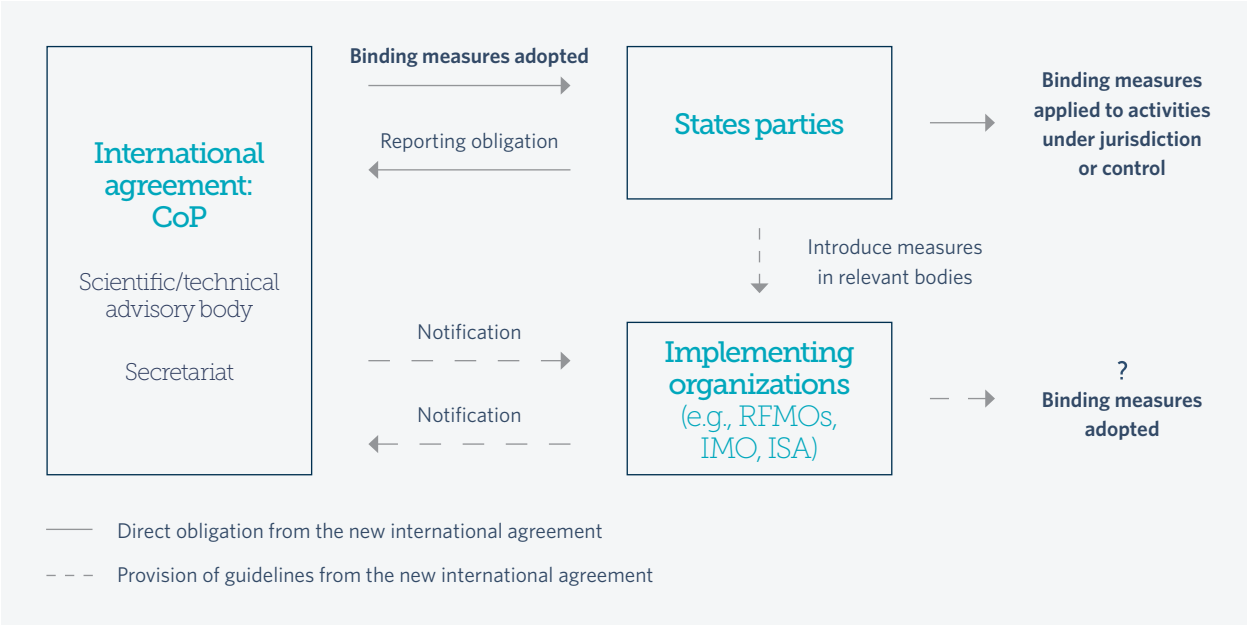 International
agreement:
CoP
Scientific/technical
advisory body
Secretariat
Binding measures adopted
Reporting obligation
Notification
Notification
States parties
Introduce measures
in relevant bodies
Implementing
organizations
(e.g., RFMOs,
IMO, ISA)
Binding measures
applied to activities
under jurisdiction
or control
?
Binding measures
adopted
Direct obligation from the new international agreement
Provision of guidelines from the new international agreement